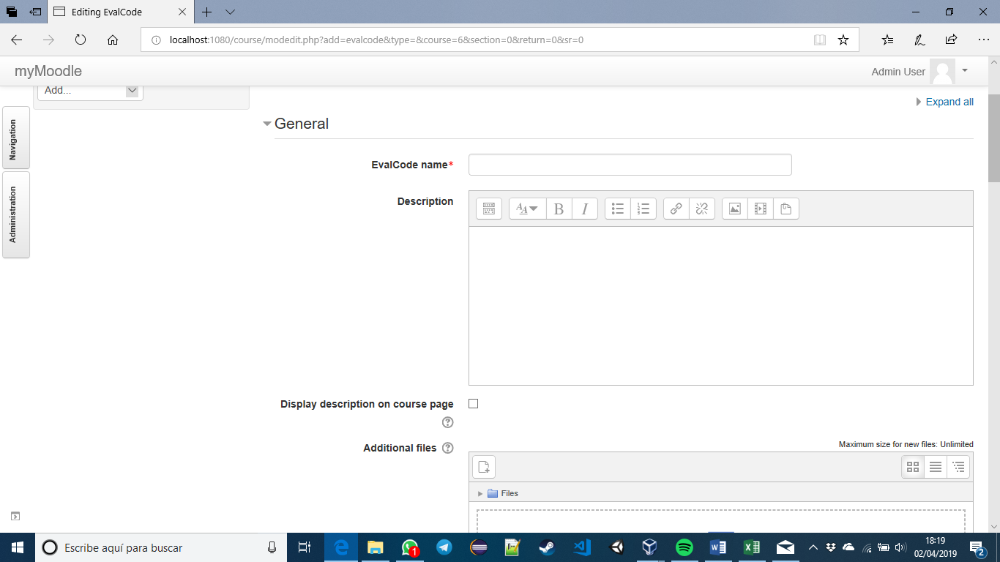 Editing EvalCode
localhost:1080/course/modedit.php?add=evalcode&type=&course=6&section=0&return=0&sr=0
myMoodle
Admin User
Add...
Expand all
Navigation
Administration
General
EvalCode name*
Description
B I
Display description on course page
Additional files
Maximum size for new files: Unlimited
Files
Escribe aquí para buscar
1
18:19
02/04/2019
2